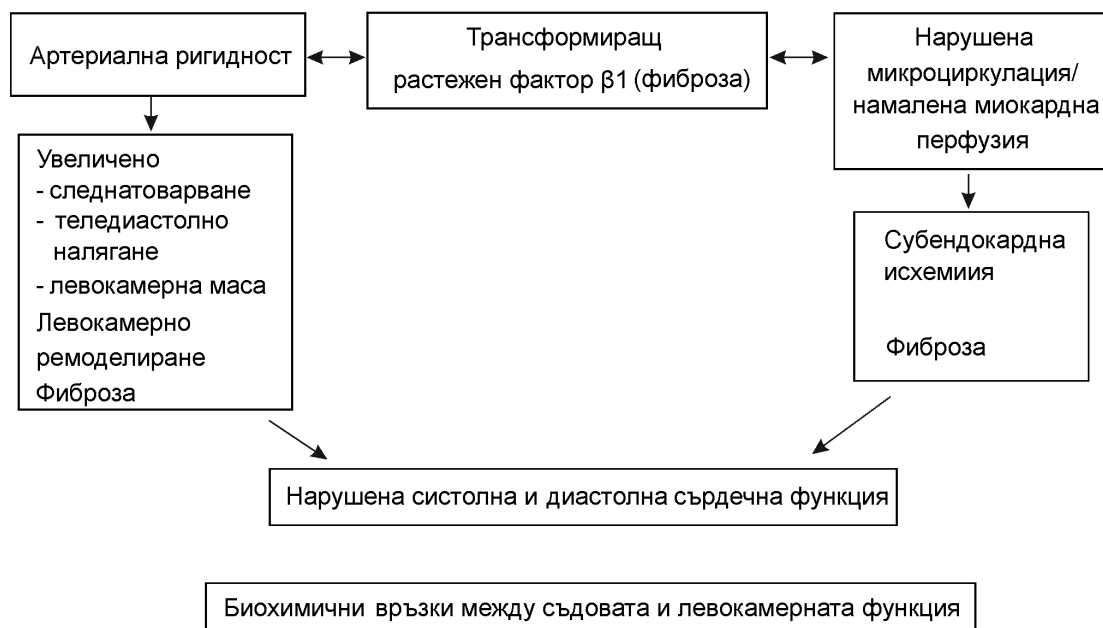 Артериална ригидност
Трансформиращ
растежен фактор β1 (фиброза)
Нарушена
микроциркулация/
намалена миокардна
перфузия
Увеличено
- следнатоварване
- теледиастолно
налягане
- левокамерна маса
Левокамерно
ремоделиране
Фиброза
Субендокардна
исхемиия
Фиброза
Нарушена систолна и диастолна сърдечна функция
Биохимични връзки между съдовата и левокамерната функция